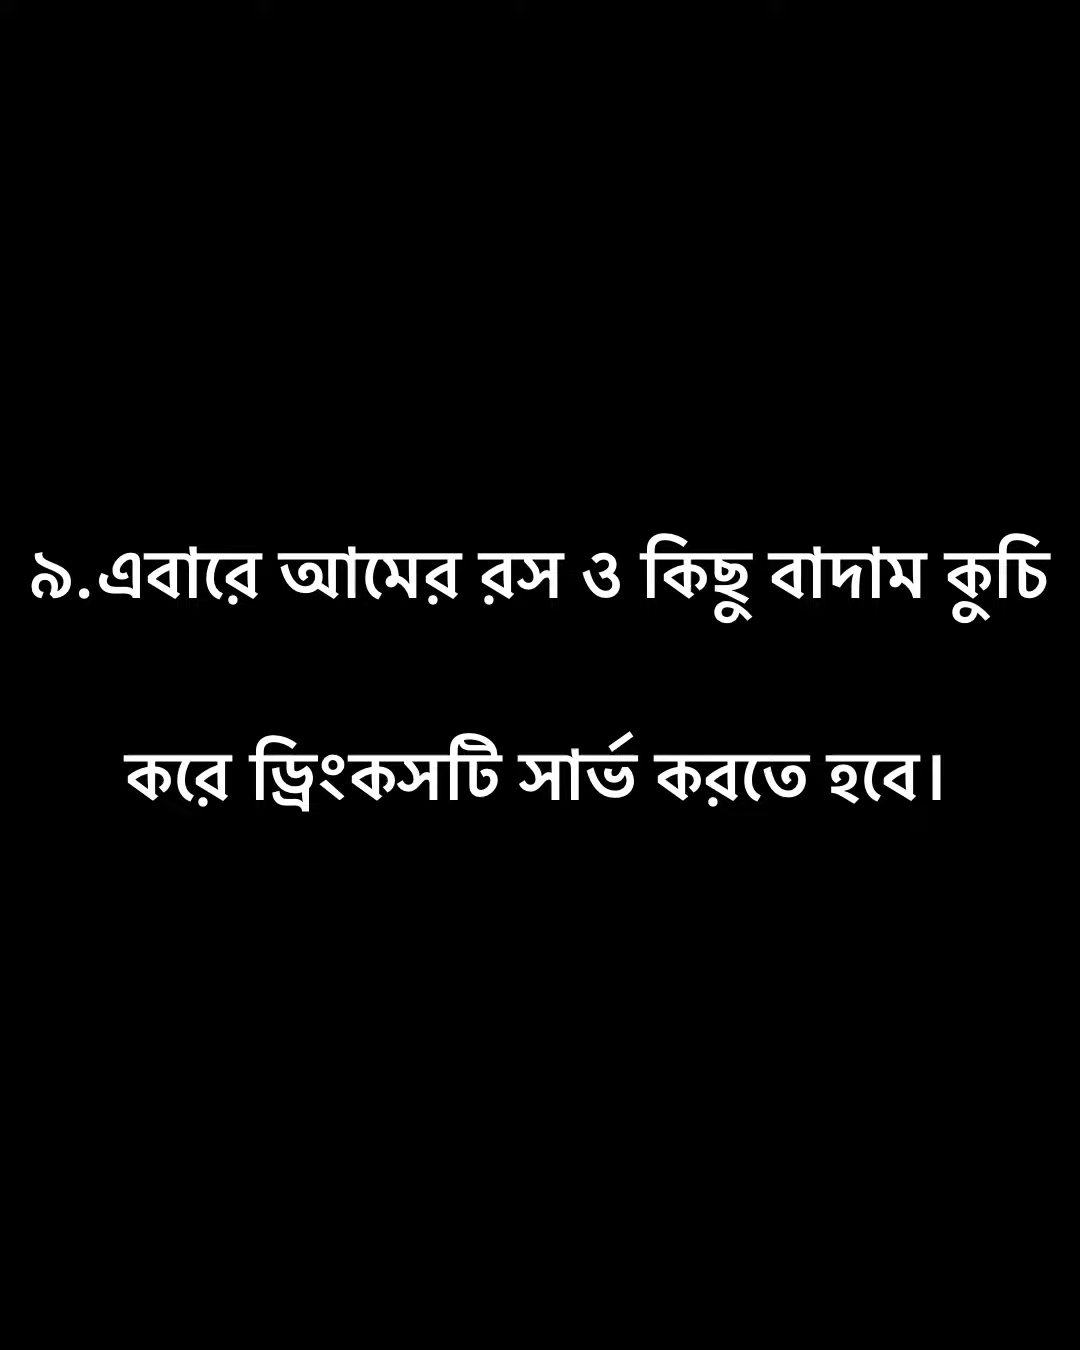 ৯.এবারে আমের রস ও কিছু বাদাম কুচি
করে ড্রিংকসটি সার্ভ করতে হবে।